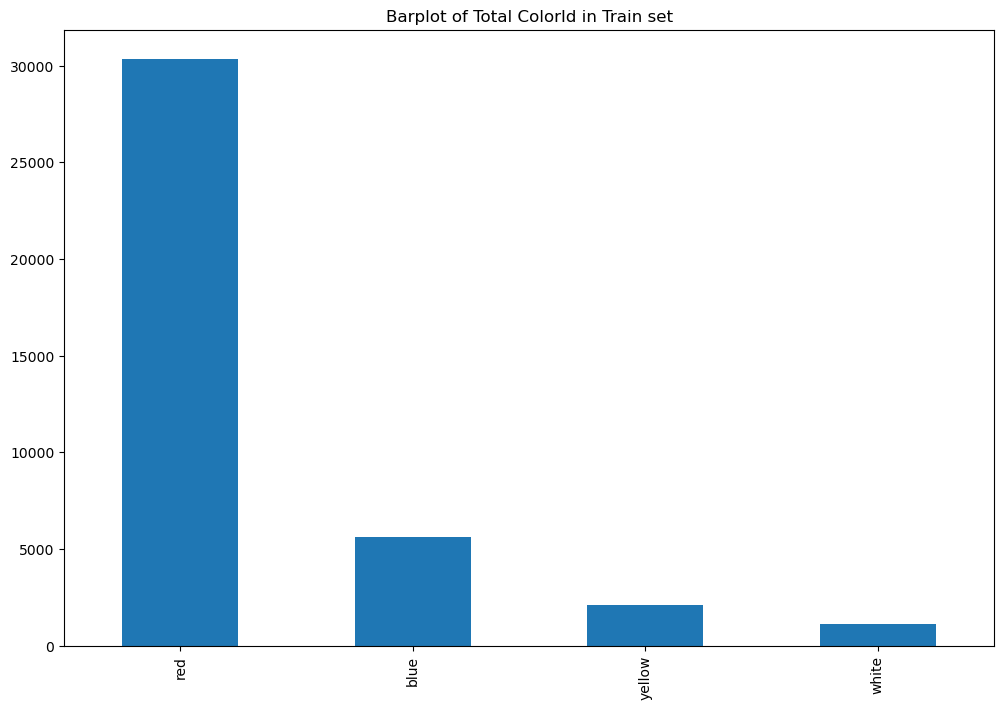 Barplot of Total ColorId in Train set
30000
25000
20000
15000
10000
5000
0
red
blue
yellow
white